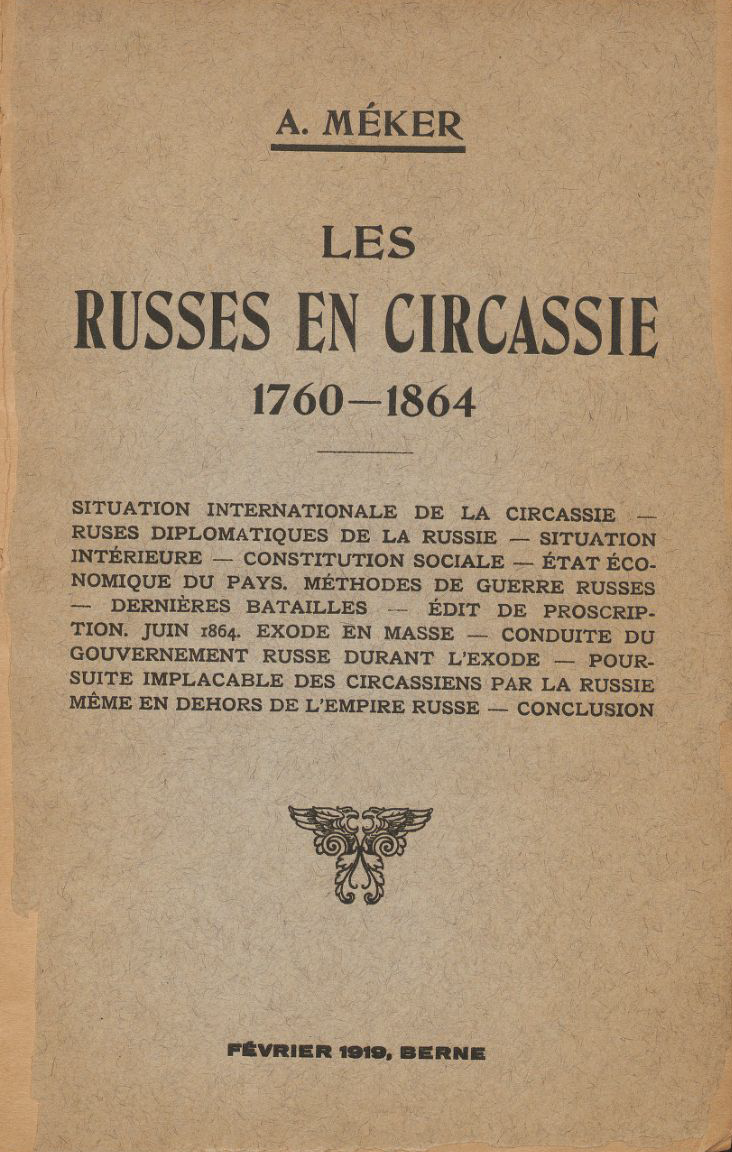 A. MÉKER
LES
RUSSES EN CIRCASSIE
1760—1864
SITUATION INTERNATIONALE DE LA CIRCASSIE —
RUSES DIPLOMATIQUES DE LA RUSSIE — SITUATION
INTÉRIEURE — CONSTITUTION SOCIALE — ÉTAT ÉCO-
NOMIQUE DU PAYS. MÉTHODES DE GUERRE RUSSES
— DERNIÈRES BATAILLES — ÉDIT DE PROSCRIP-
TION. JUIN 1864. EXODE EN MASSE — CONDUITE DU
GOUVERNEMENT RUSSE DURANT L'EXODE — POUR-
SUITE IMPLACABLE DES CIRCASSIENS PAR LA RUSSIE
MÊME EN DEHORS DE L'EMPIRE RUSSE — CONCLUSION
FÉVRIER 1919, BERNE